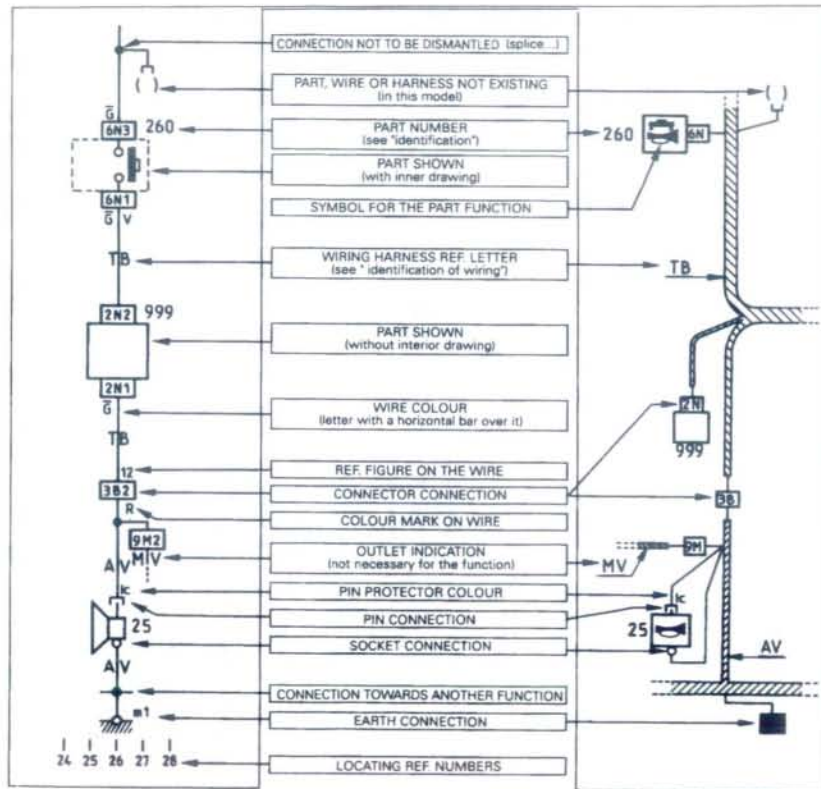 CONNECTION NOT TO BE DISMANTLED (splice...)
( )
PART, WIRE OR HARNESS NOT EXISTING
(in this model)
( )
G̅
6N3 260
PART NUMBER
(see "identification")
260 6N
PART SHOWN
(with inner drawing)
6N1
G̅ V
SYMBOL FOR THE PART FUNCTION
TB
WIRING HARNESS REF. LETTER
(see " identification of wiring")
TB
2N2 999
PART SHOWN
(without interior drawing)
2N1
G̅
WIRE COLOUR
(letter with a horizontal bar over it)
2N
999
TB
12
REF. FIGURE ON THE WIRE
3B2
CONNECTOR CONNECTION
3B
R
COLOUR MARK ON WIRE
9M2
M V
OUTLET INDICATION
(not necessary for the function)
9M
MV
A V
Ic
PIN PROTECTOR COLOUR
Ic
PIN CONNECTION
25
SOCKET CONNECTION
25
A V
AV
CONNECTION TOWARDS ANOTHER FUNCTION
m1
EARTH CONNECTION
24 25 26 27 28
LOCATING REF. NUMBERS